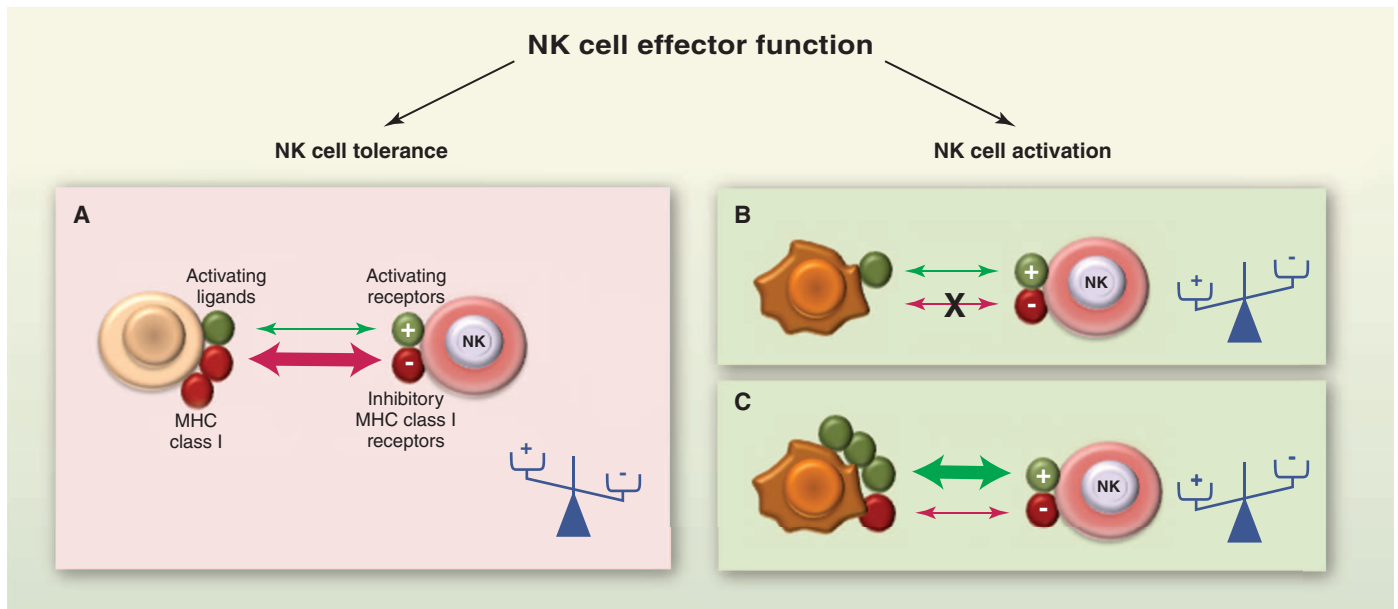 NK cell effector function
NK cell tolerance
NK cell activation
A
Activating
ligands
Activating
receptors
+
-
NK
MHC
class I
Inhibitory
MHC class I
receptors
+
-
B
+
-
NK
X
+
-
C
+
-
NK
+
-